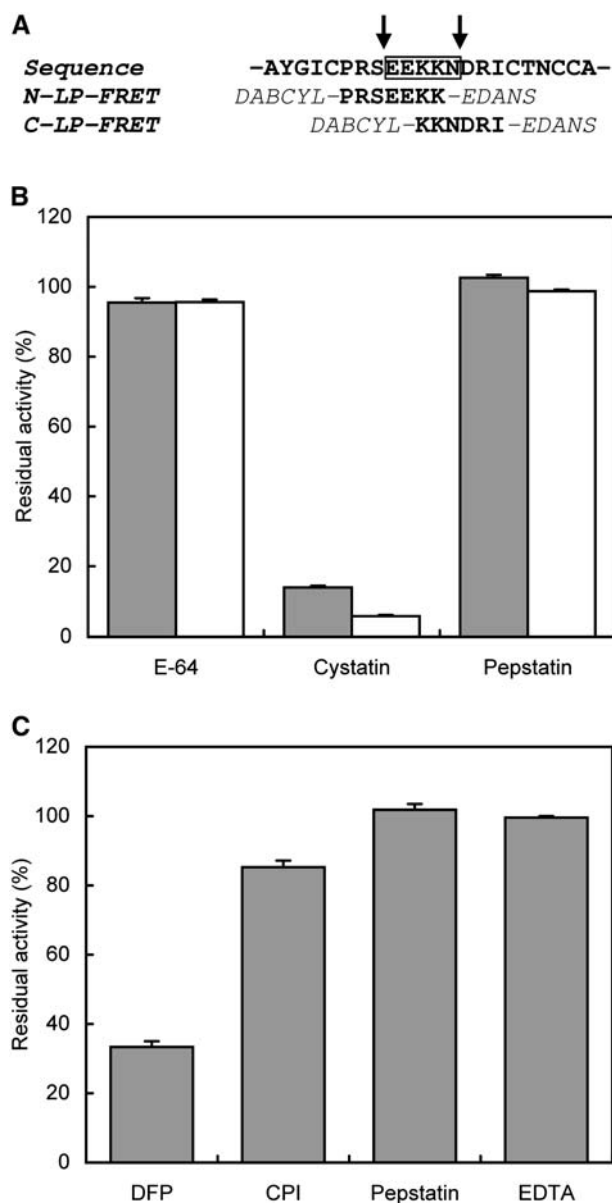 A
Sequence –AYGICPRSEEKKNDRICTNCCA–
N-LP-FRET DABCYL–PRSEEKK–EDANS
C-LP-FRET DABCYL–KKNDRI–EDANS
B
120
100
80
60
40
20
0
Residual activity (%)
E-64 Cystatin Pepstatin
C
120
100
80
60
40
20
0
Residual activity (%)
DFP CPI Pepstatin EDTA